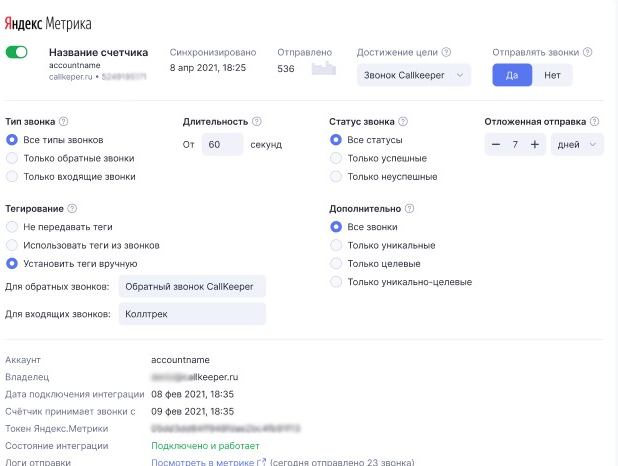 Яндекс Метрика
Название счетчика
accountname
callkeeper.ru •
Синхронизировано
8 апр 2021, 18:25
Отправлено
536
Достижение цели
Звонок Callkeeper
Отправлять звонки
Да Нет
Тип звонка
Все типы звонков
Только обратные звонки
Только входящие звонки
Длительность
От 60 секунд
Статус звонка
Все статусы
Только успешные
Только неуспешные
Отложенная отправка
− 7 + дней
Тегирование
Не передавать теги
Использовать теги из звонков
Установить теги вручную
Для обратных звонков: Обратный звонок CallKeeper
Для входящих звонков: Коллтрек
Дополнительно
Все звонки
Только уникальные
Только целевые
Только уникально-целевые
Аккаунт accountname
Владелец allkeeper.ru
Дата подключения интеграции 08 фев 2021, 18:35
Счётчик принимает звонки с 09 фев 2021, 18:35
Токен Яндекс.Метрики
Состояние интеграции Подключено и работает
Логи отправки Посмотреть в метрике (сегодня отправлено 23 звонка)